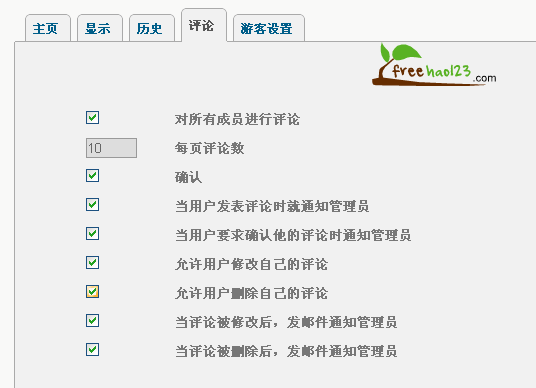 主页 显示 历史 评论 游客设置
freehao123.com
对所有成员进行评论
10 每页评论数
确认
当用户发表评论时就通知管理员
当用户要求确认他的评论时通知管理员
允许用户修改自己的评论
允许用户删除自己的评论
当评论被修改后，发邮件通知管理员
当评论被删除后，发邮件通知管理员